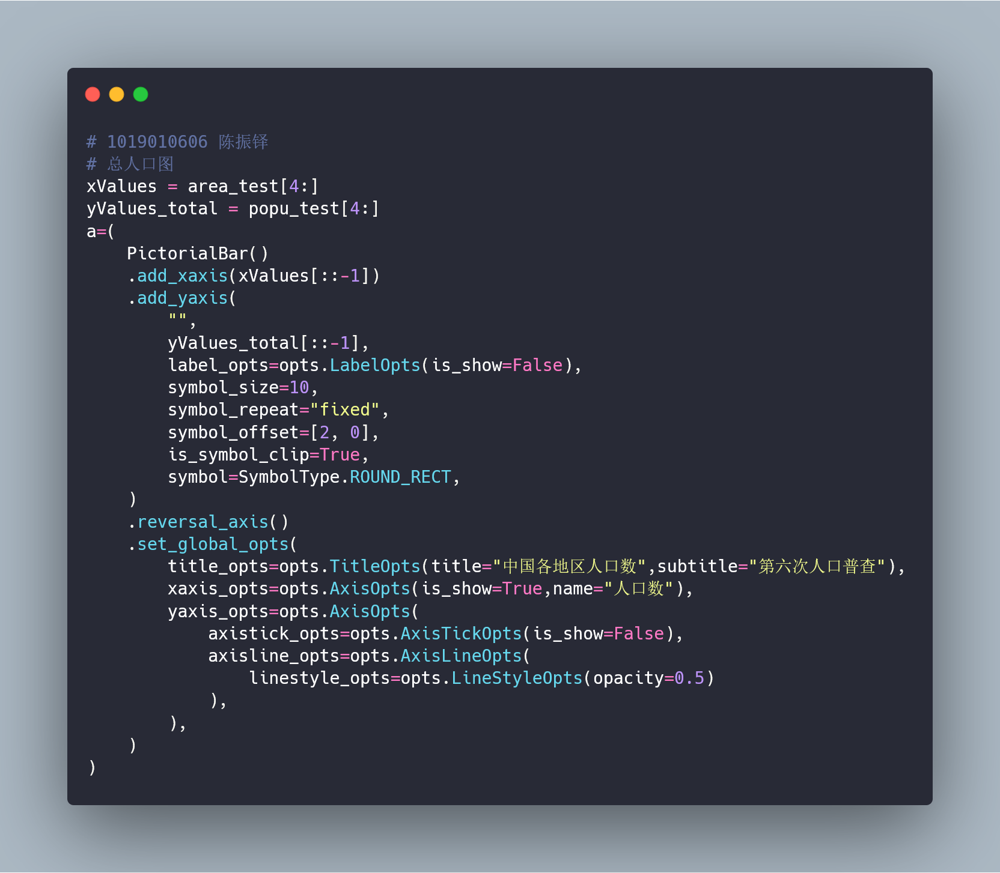 # 1019010606 陈振铎
# 总人口图
xValues = area_test[4:]
yValues_total = popu_test[4:]
a=(
    PictorialBar()
    .add_xaxis(xValues[::-1])
    .add_yaxis(
        "",
        yValues_total[::-1],
        label_opts=opts.LabelOpts(is_show=False),
        symbol_size=10,
        symbol_repeat="fixed",
        symbol_offset=[2, 0],
        is_symbol_clip=True,
        symbol=SymbolType.ROUND_RECT,
    )
    .reversal_axis()
    .set_global_opts(
        title_opts=opts.TitleOpts(title="中国各地区人口数",subtitle="第六次人口普查"),
        xaxis_opts=opts.AxisOpts(is_show=True,name="人口数"),
        yaxis_opts=opts.AxisOpts(
            axistick_opts=opts.AxisTickOpts(is_show=False),
            axisline_opts=opts.AxisLineOpts(
                linestyle_opts=opts.LineStyleOpts(opacity=0.5)
            ),
        ),
    )
)